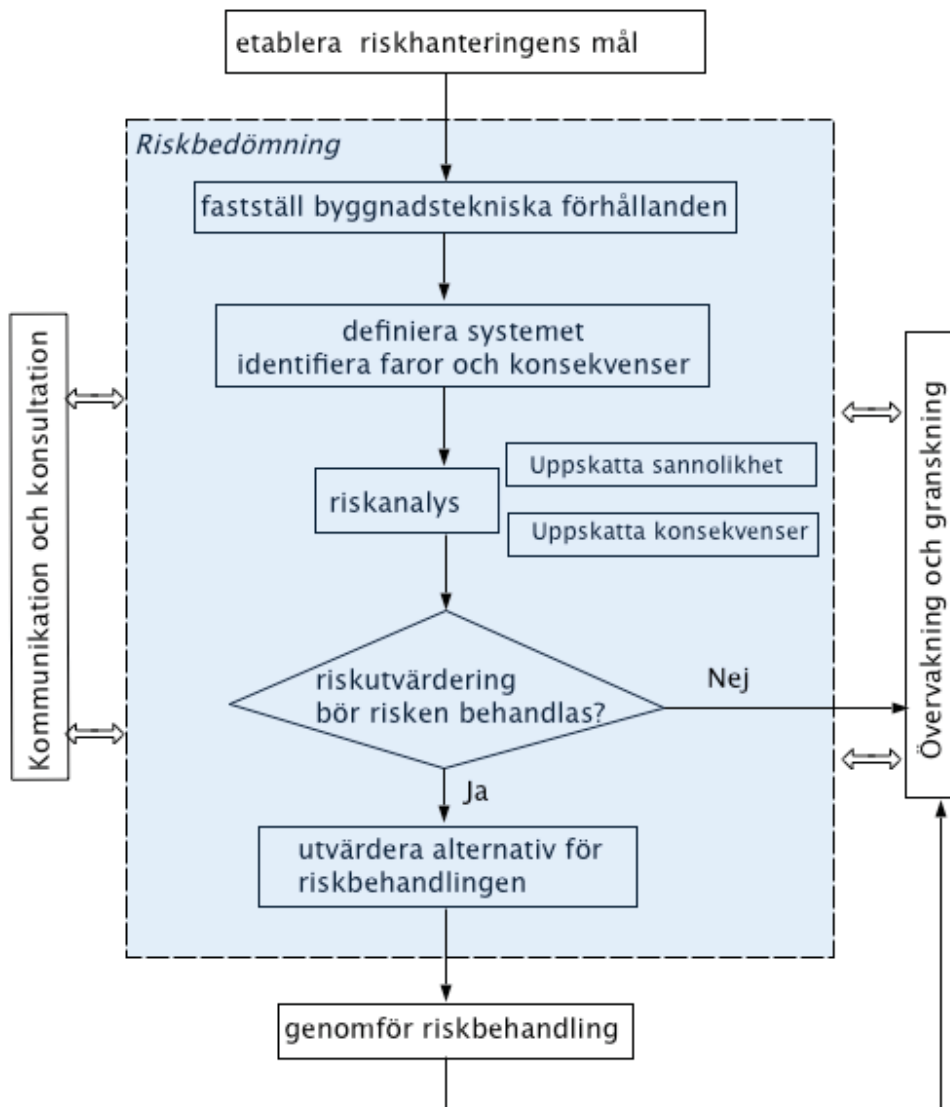 etablera riskhanteringens mål
Riskbedömning
fastställ byggnadstekniska förhållanden
definiera systemet
identifiera faror och konsekvenser
riskanalys
Uppskatta sannolikhet
Uppskatta konsekvenser
riskutvärdering
bör risken behandlas?
Nej
Ja
utvärdera alternativ för
riskbehandlingen
genomför riskbehandling
Kommunikation och konsultation
Övervakning och granskning